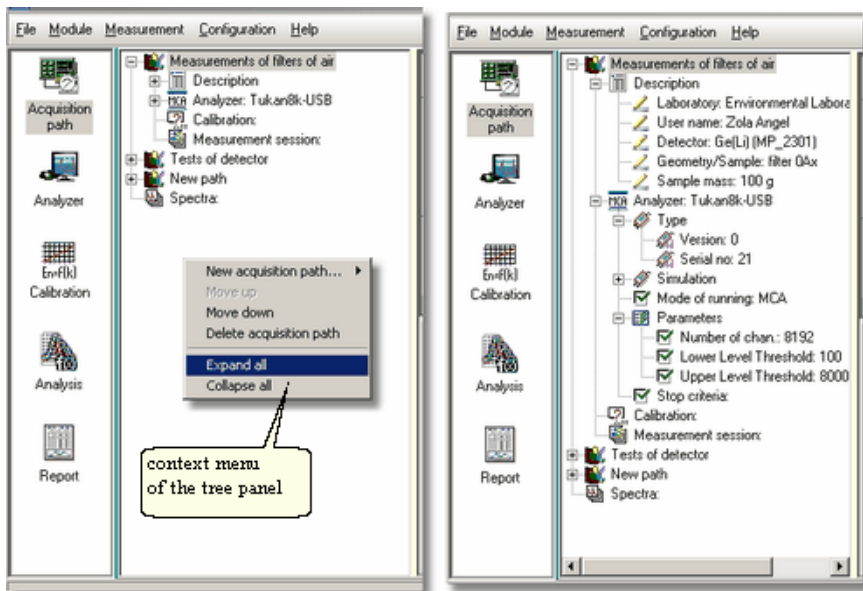 File Module Measurement Configuration Help
Acquisition
path
Analyzer
En=f(k)
Calibration
Analysis
Report
Measurements of filters of air
Description
MCA Analyzer: Tukan8k-USB
Calibration:
Measurement session:
Tests of detector
New path
Spectra:
New acquisition path...
Move up
Move down
Delete acquisition path
Expand all
Collapse all
context menu
of the tree panel
File Module Measurement Configuration Help
Acquisition
path
Analyzer
En=f(k)
Calibration
Analysis
Report
Measurements of filters of air
Description
Laboratory: Environmental Labora
User name: Zola Angel
Detector: Ge(Li) (MP_2301)
Geometry/Sample: filter 0Ax
Sample mass: 100 g
MCA Analyzer: Tukan8k-USB
Type
Version: 0
Serial no: 21
Simulation
Mode of running: MCA
Parameters
Number of chan.: 8192
Lower Level Threshold: 100
Upper Level Threshold: 8000
Stop criteria:
Calibration:
Measurement session:
Tests of detector
New path
Spectra: